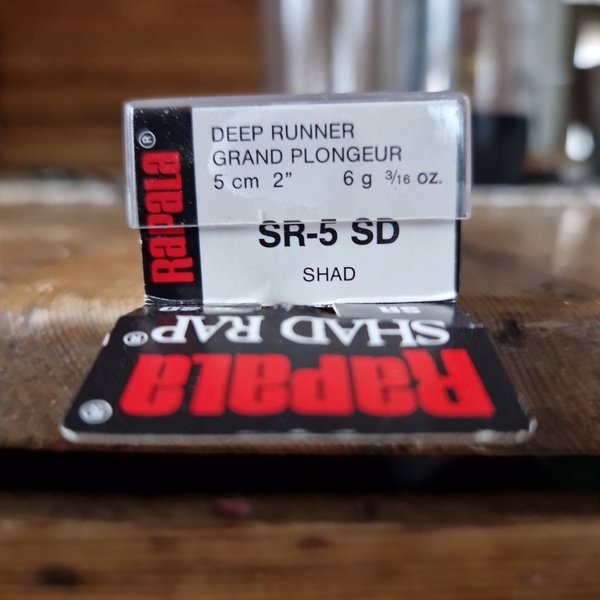 Rapala®
DEEP RUNNER
GRAND PLONGEUR
5 cm 2" 6 g 3/16 oz.
SR-5 SD
SHAD
SHAD RAP®
Rapala®